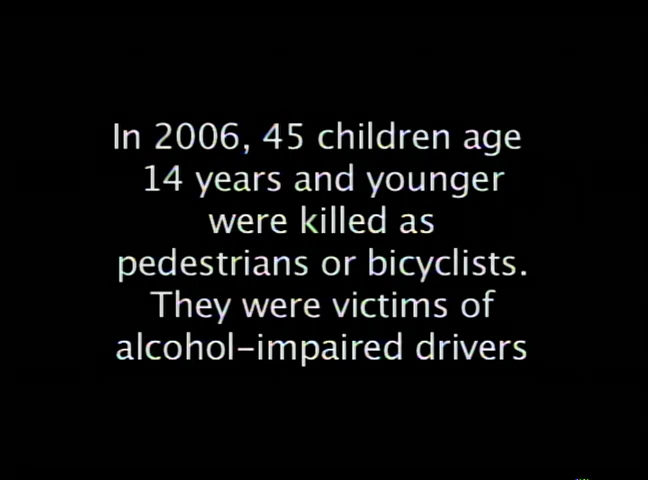 In 2006, 45 children age
14 years and younger
were killed as
pedestrians or bicyclists.
They were victims of
alcohol-impaired drivers